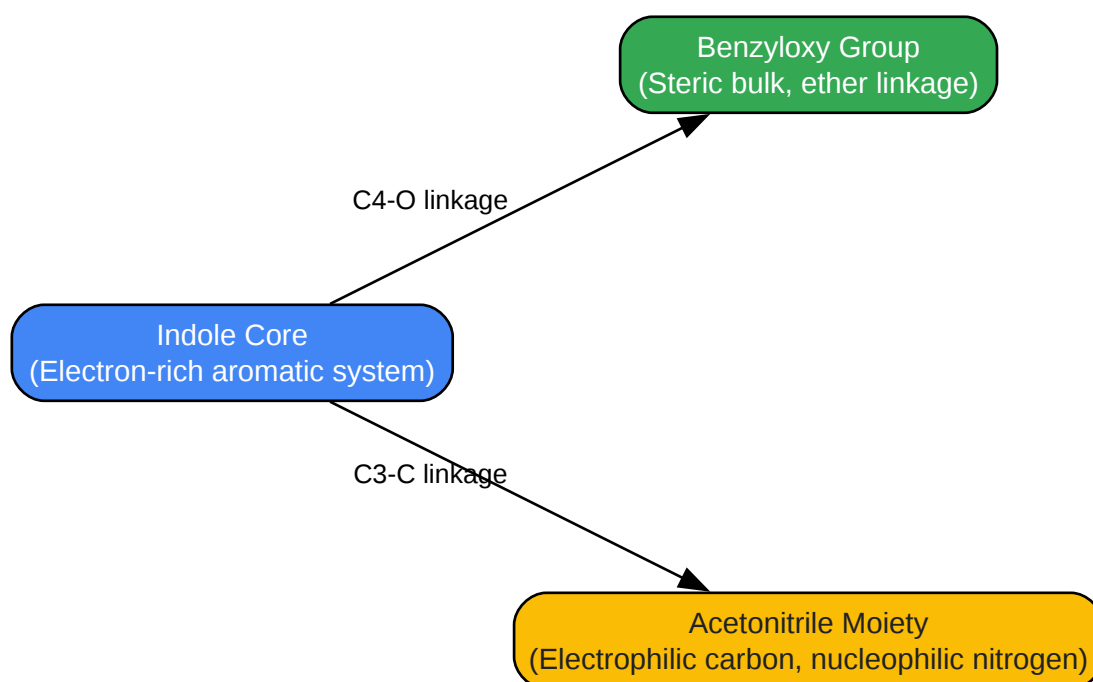 Benzyloxy Group
(Steric bulk, ether linkage)
C4-O linkage
Indole Core
(Electron-rich aromatic system)
C3-C linkage
Acetonitrile Moiety
(Electrophilic carbon, nucleophilic nitrogen)